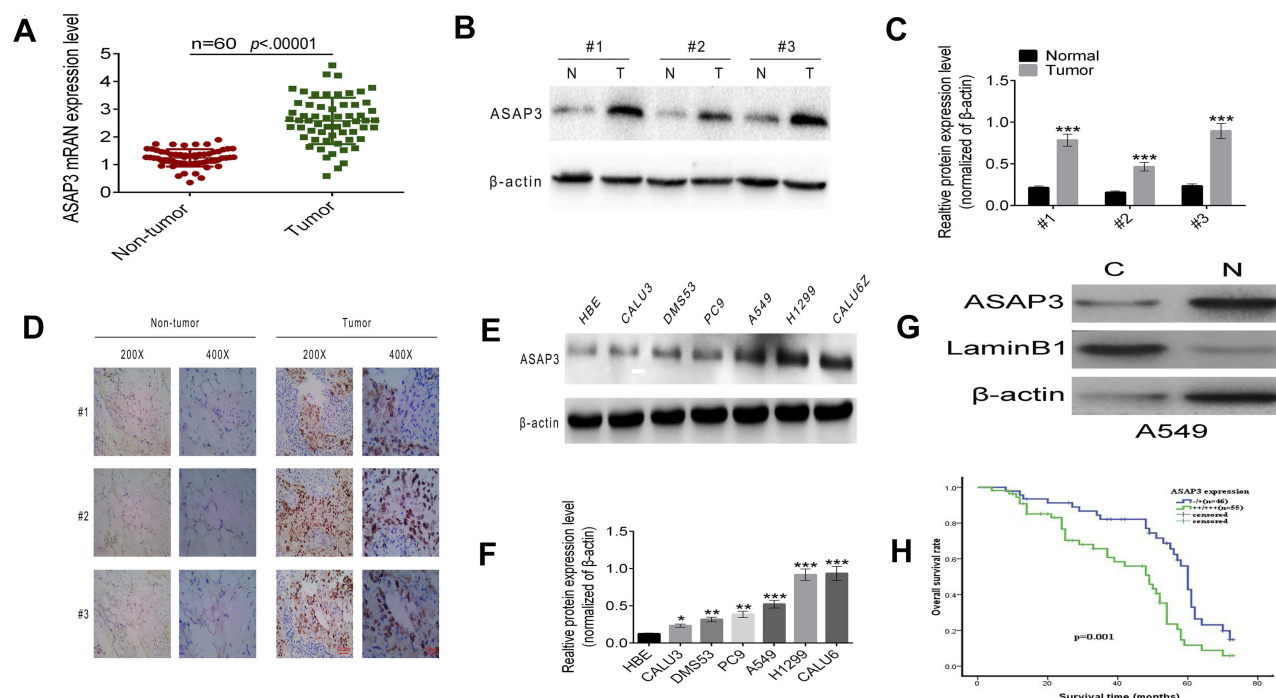 A
ASAP3 mRAN expression level
n=60 p<.00001
5
4
3
2
1
0
Non-tumor
Tumor
B
#1 #2 #3
N T N T N T
ASAP3
β-actin
C
Normal
Tumor
Realtive protein expression level
(normalized of β-actin)
1.5
1.0
0.5
0.0
***
***
***
#1
#2
#3
D
Non-tumor Tumor
200X 400X 200X 400X
#1
#2
#3
E
HBE
CALU3
DMS53
PC9
A549
H1299
CALU6Z
ASAP3
β-actin
F
Realtive protein expression level
(normalized of β-actin)
1.5
1.0
0.5
0.0
* ** ** *** *** ***
HBE
CALU3
DMS53
PC9
A549
H1299
CALU6
G
C N
ASAP3
LaminB1
β-actin
A549
H
ASAP3 expression
-/+(n=46)
++/+++(n=55)
censored
censored
Overall survival rate
1.0
0.8
0.6
0.4
0.2
0.0
p=0.001
0 20 40 60 80
Survival time (months)